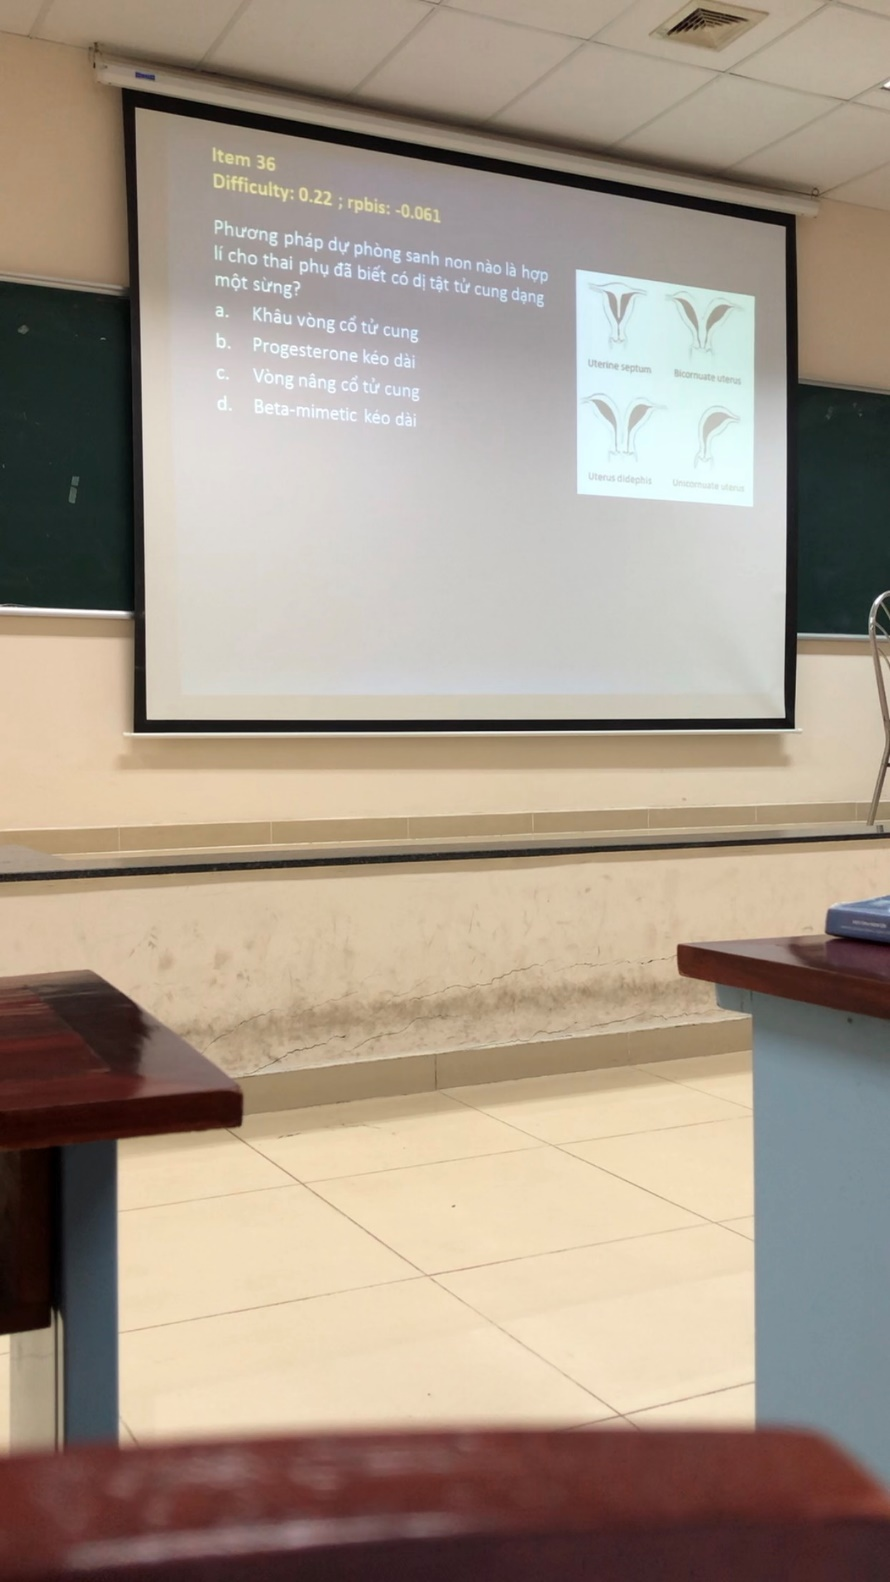 Item 36
Difficulty: 0.22 ; rpbis: -0.061
Phương pháp dự phòng sanh non nào là hợp
lí cho thai phụ đã biết có dị tật tử cung dạng
một sừng?
a. Khâu vòng cổ tử cung
b. Progesterone kéo dài
c. Vòng nâng cổ tử cung
d. Beta-mimetic kéo dài
Uterine septum
Bicornuate uterus
Uterus didephis
Unicornuate uterus